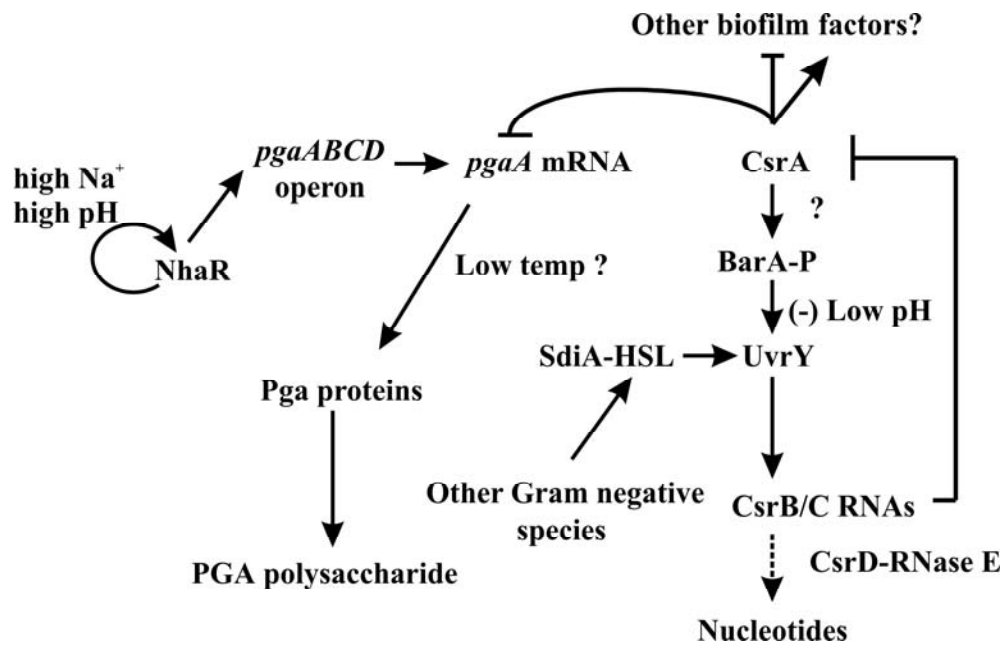 Other biofilm factors?
high Na⁺
high pH
NhaR
pgaABCD
operon
pgaA mRNA
CsrA
?
Low temp ?
BarA-P
(-) Low pH
SdiA-HSL
UvrY
Pga proteins
Other Gram negative
species
CsrB/C RNAs
PGA polysaccharide
CsrD-RNase E
Nucleotides